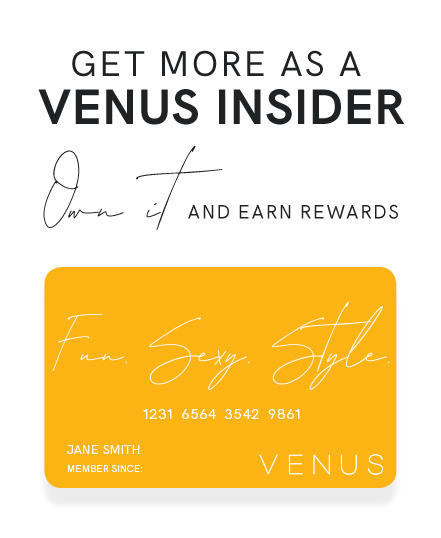 GET MORE AS A
VENUS INSIDER
Own it AND EARN REWARDS
Fun. Sexy. Style.
1231 6564 3542 9861
JANE SMITH
MEMBER SINCE:
VENUS